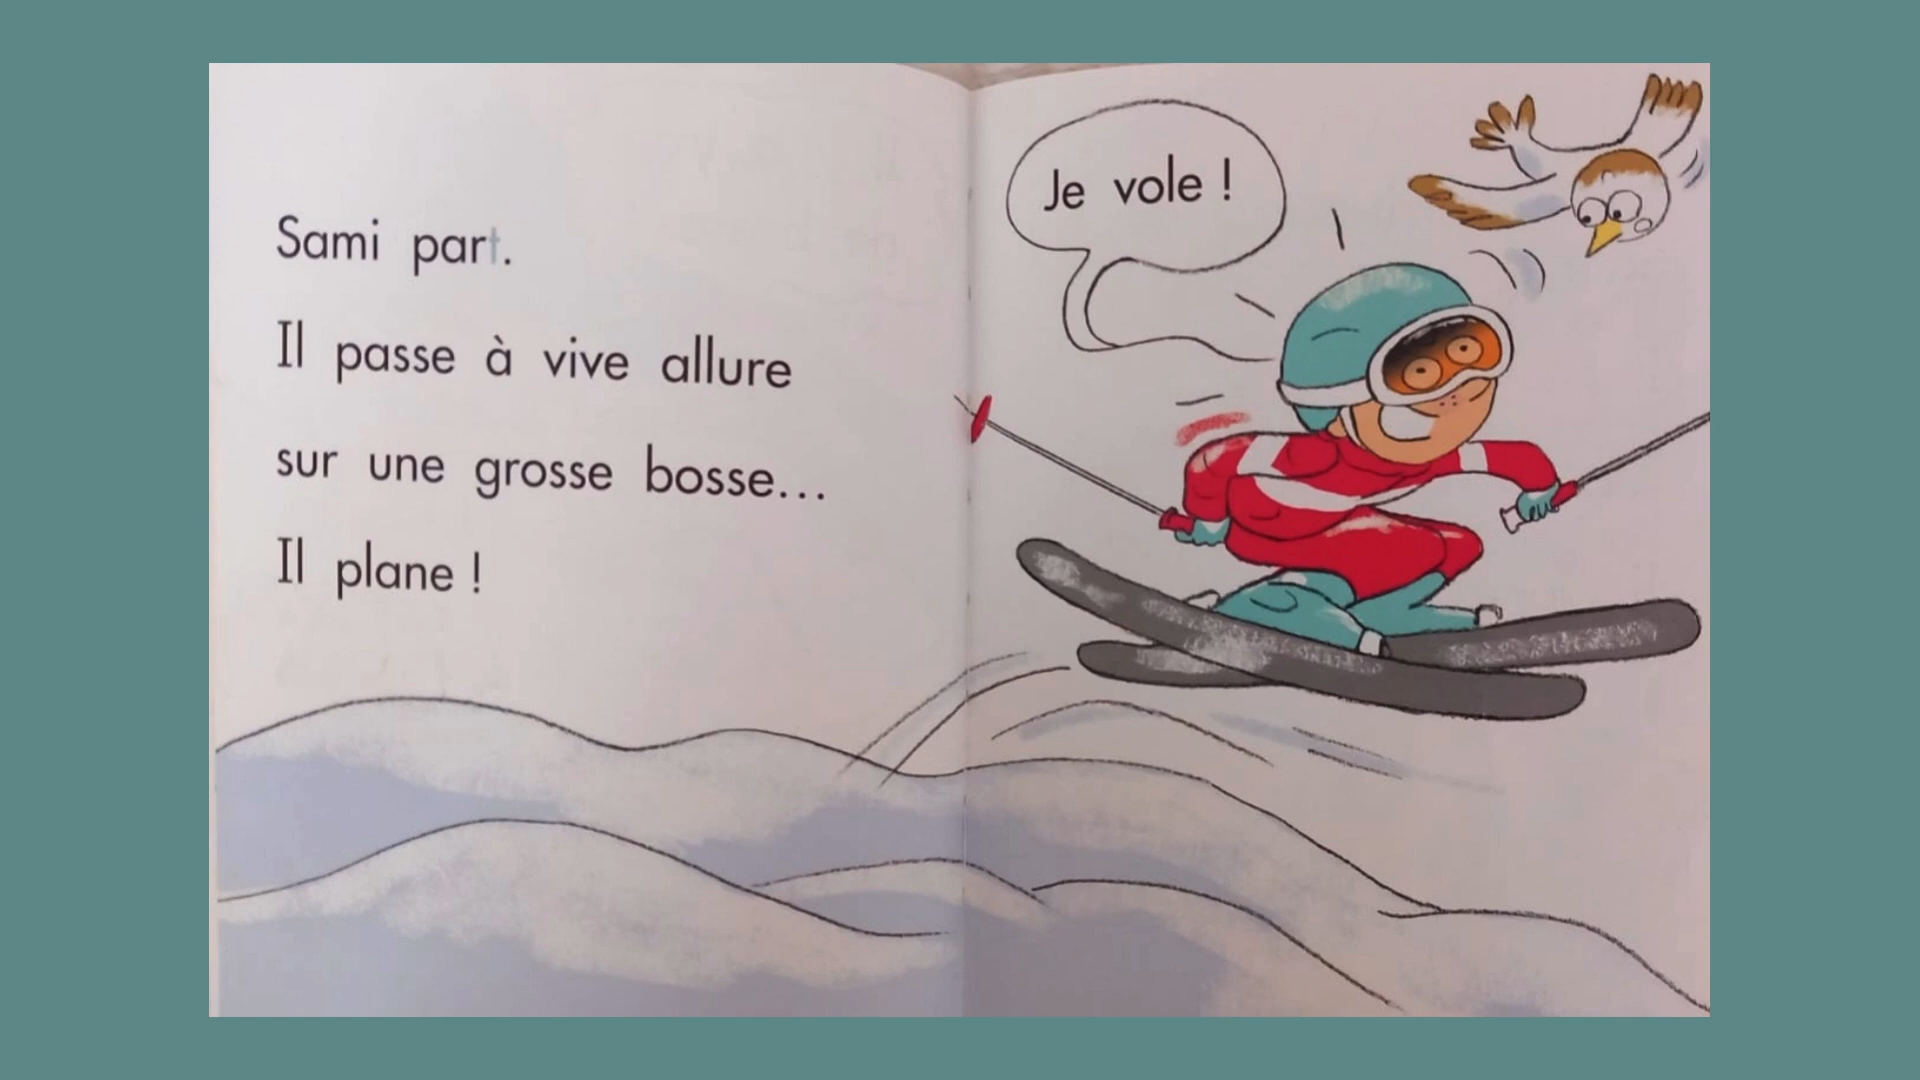 Sami part.
Il passe à vive allure
sur une grosse bosse...
Il plane !
Je vole !